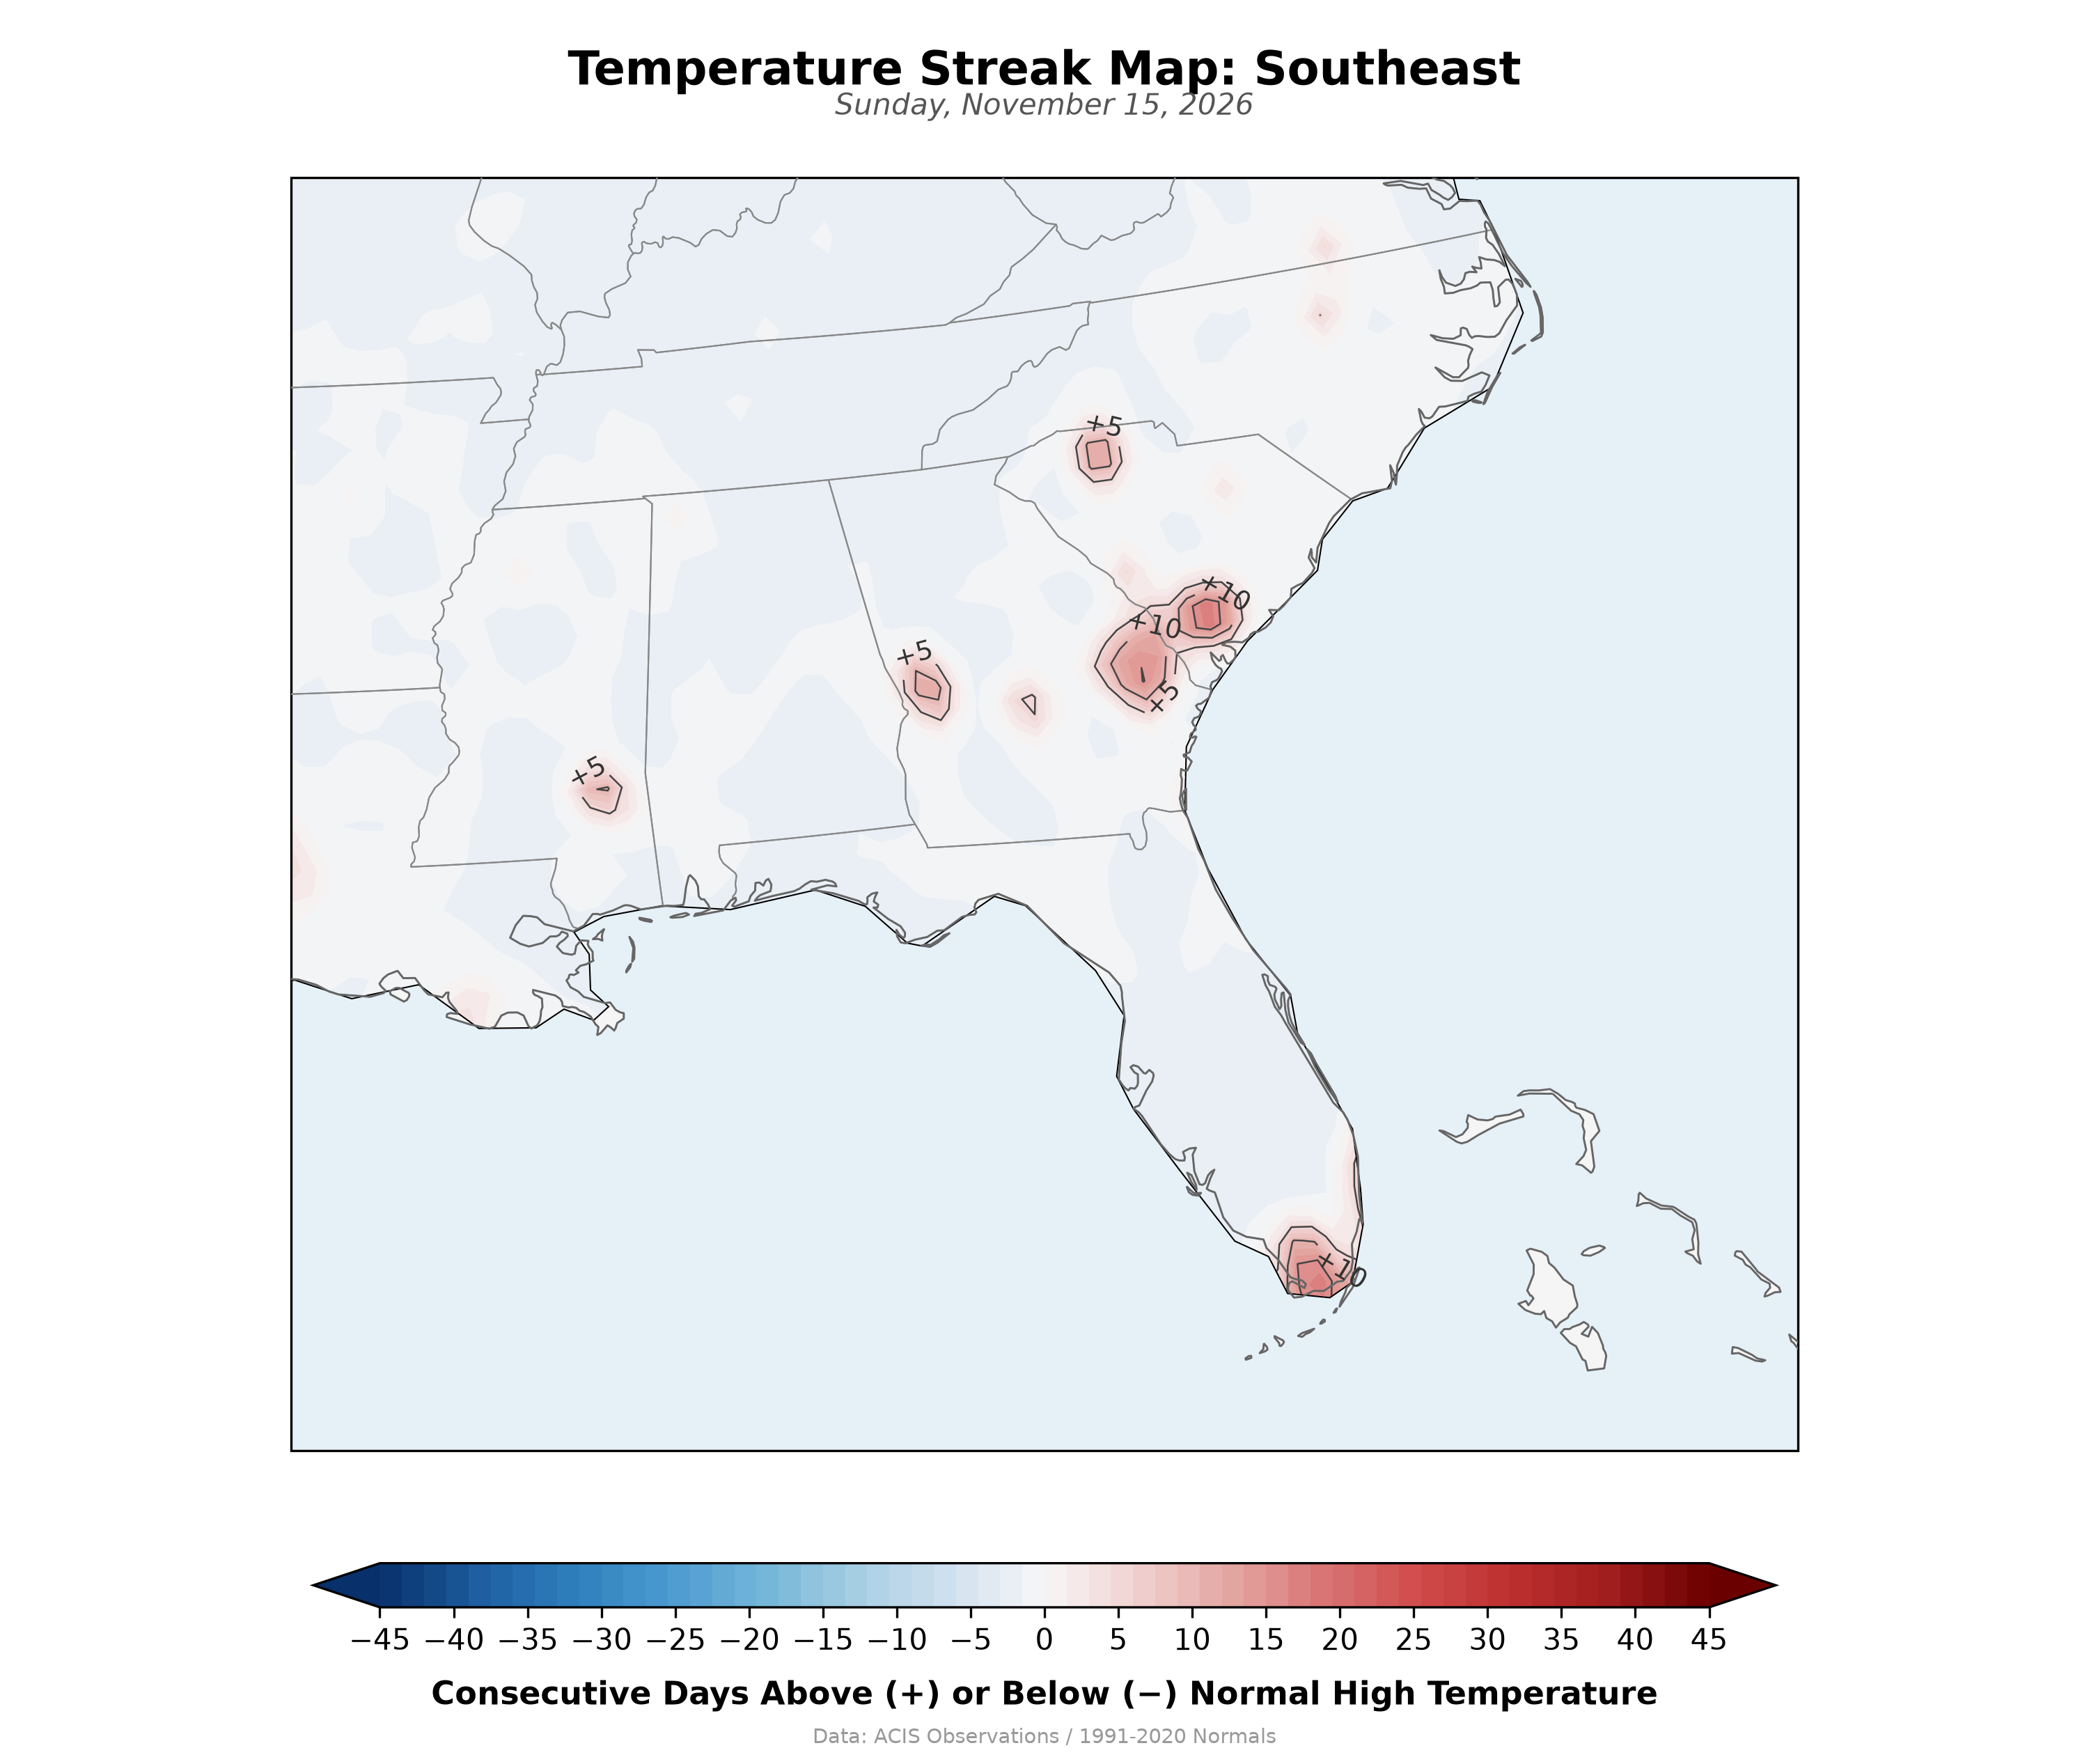 Temperature Streak Map: Southeast
Sunday, November 15, 2026
+5
+10
+10
+5
+5
+5
+10
−45 −40 −35 −30 −25 −20 −15 −10 −5 0 5 10 15 20 25 30 35 40 45
Consecutive Days Above (+) or Below (−) Normal High Temperature
Data: ACIS Observations / 1991-2020 Normals